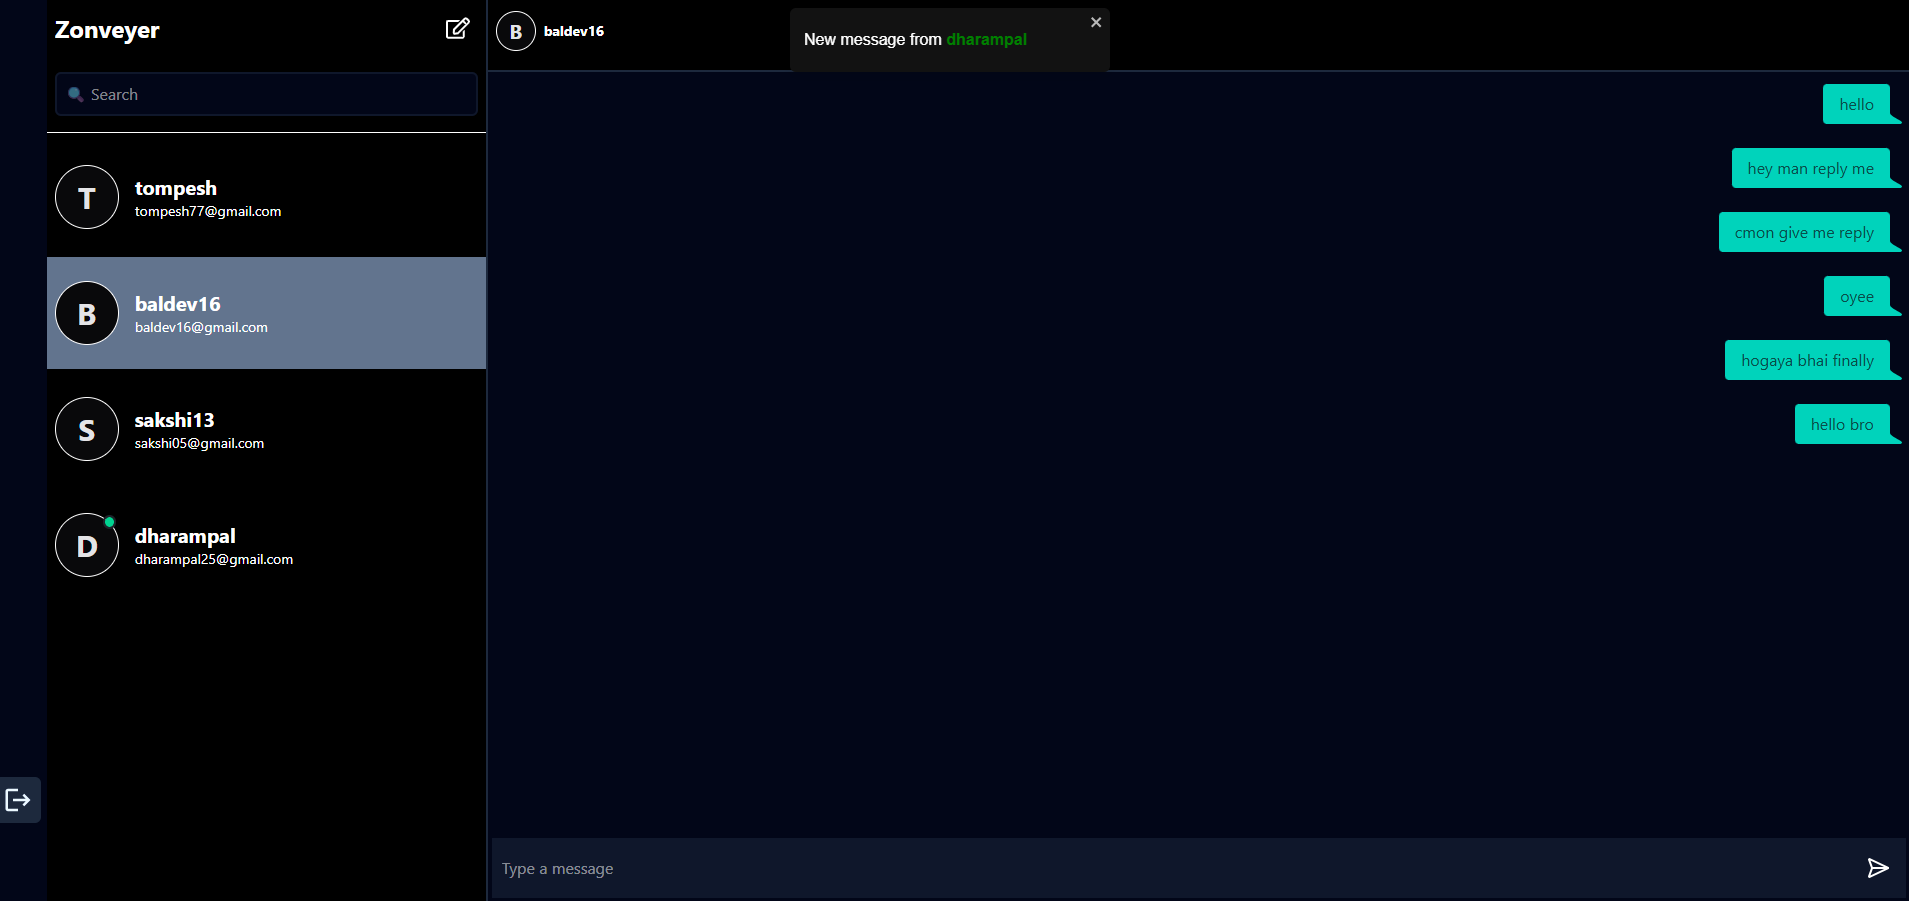 Zonveyer
Search
T
tompesh
tompesh77@gmail.com
B
baldev16
baldev16@gmail.com
S
sakshi13
sakshi05@gmail.com
D
dharampal
dharampal25@gmail.com
B
baldev16
New message from dharampal
hello
hey man reply me
cmon give me reply
oyee
hogaya bhai finally
hello bro
Type a message